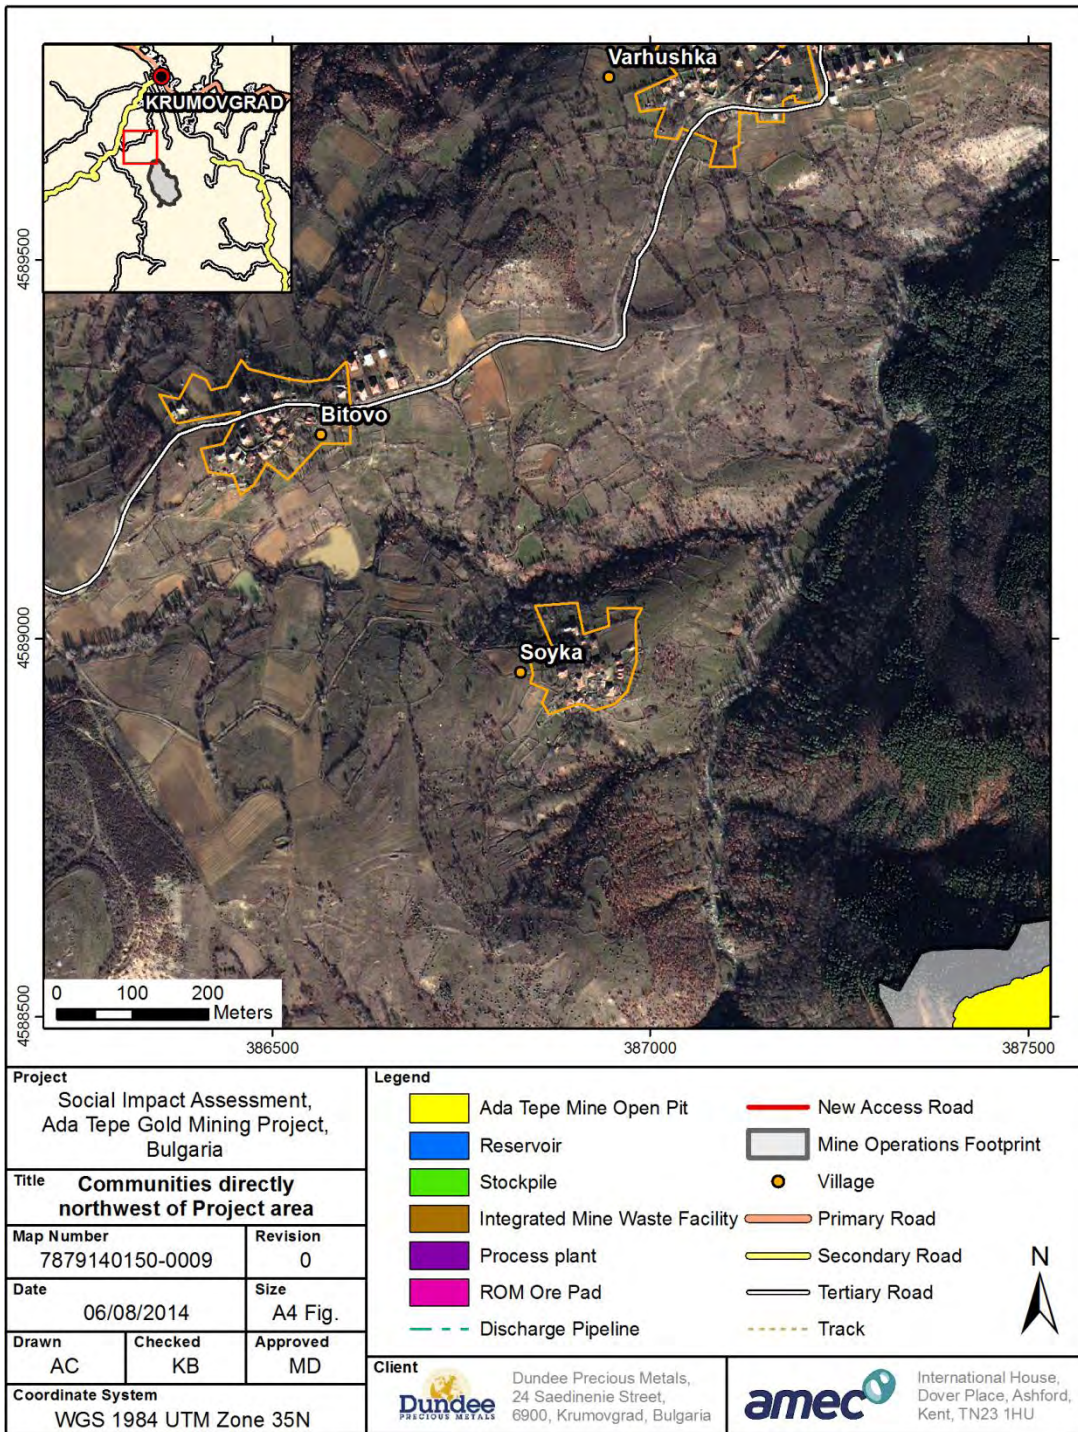 Varhushka
KRUMOVGRAD
4589500
Bitovo
4589000
Soyka
0 100 200
Meters
4588500
386500 387000 387500
Project
Social Impact Assessment,
Ada Tepe Gold Mining Project,
Bulgaria
Title Communities directly
northwest of Project area
Map Number
7879140150-0009
Revision
0
Date
06/08/2014
Size
A4 Fig.
Drawn
AC
Checked
KB
Approved
MD
Coordinate System
WGS 1984 UTM Zone 35N
Legend
Ada Tepe Mine Open Pit
Reservoir
Stockpile
Integrated Mine Waste Facility
Process plant
ROM Ore Pad
Discharge Pipeline
New Access Road
Mine Operations Footprint
Village
Primary Road
Secondary Road
Tertiary Road
Track
N
Client
Dundee
PRECIOUS METALS
Dundee Precious Metals,
24 Saedinenie Street,
6900, Krumovgrad, Bulgaria
amec
International House,
Dover Place, Ashford,
Kent, TN23 1HU